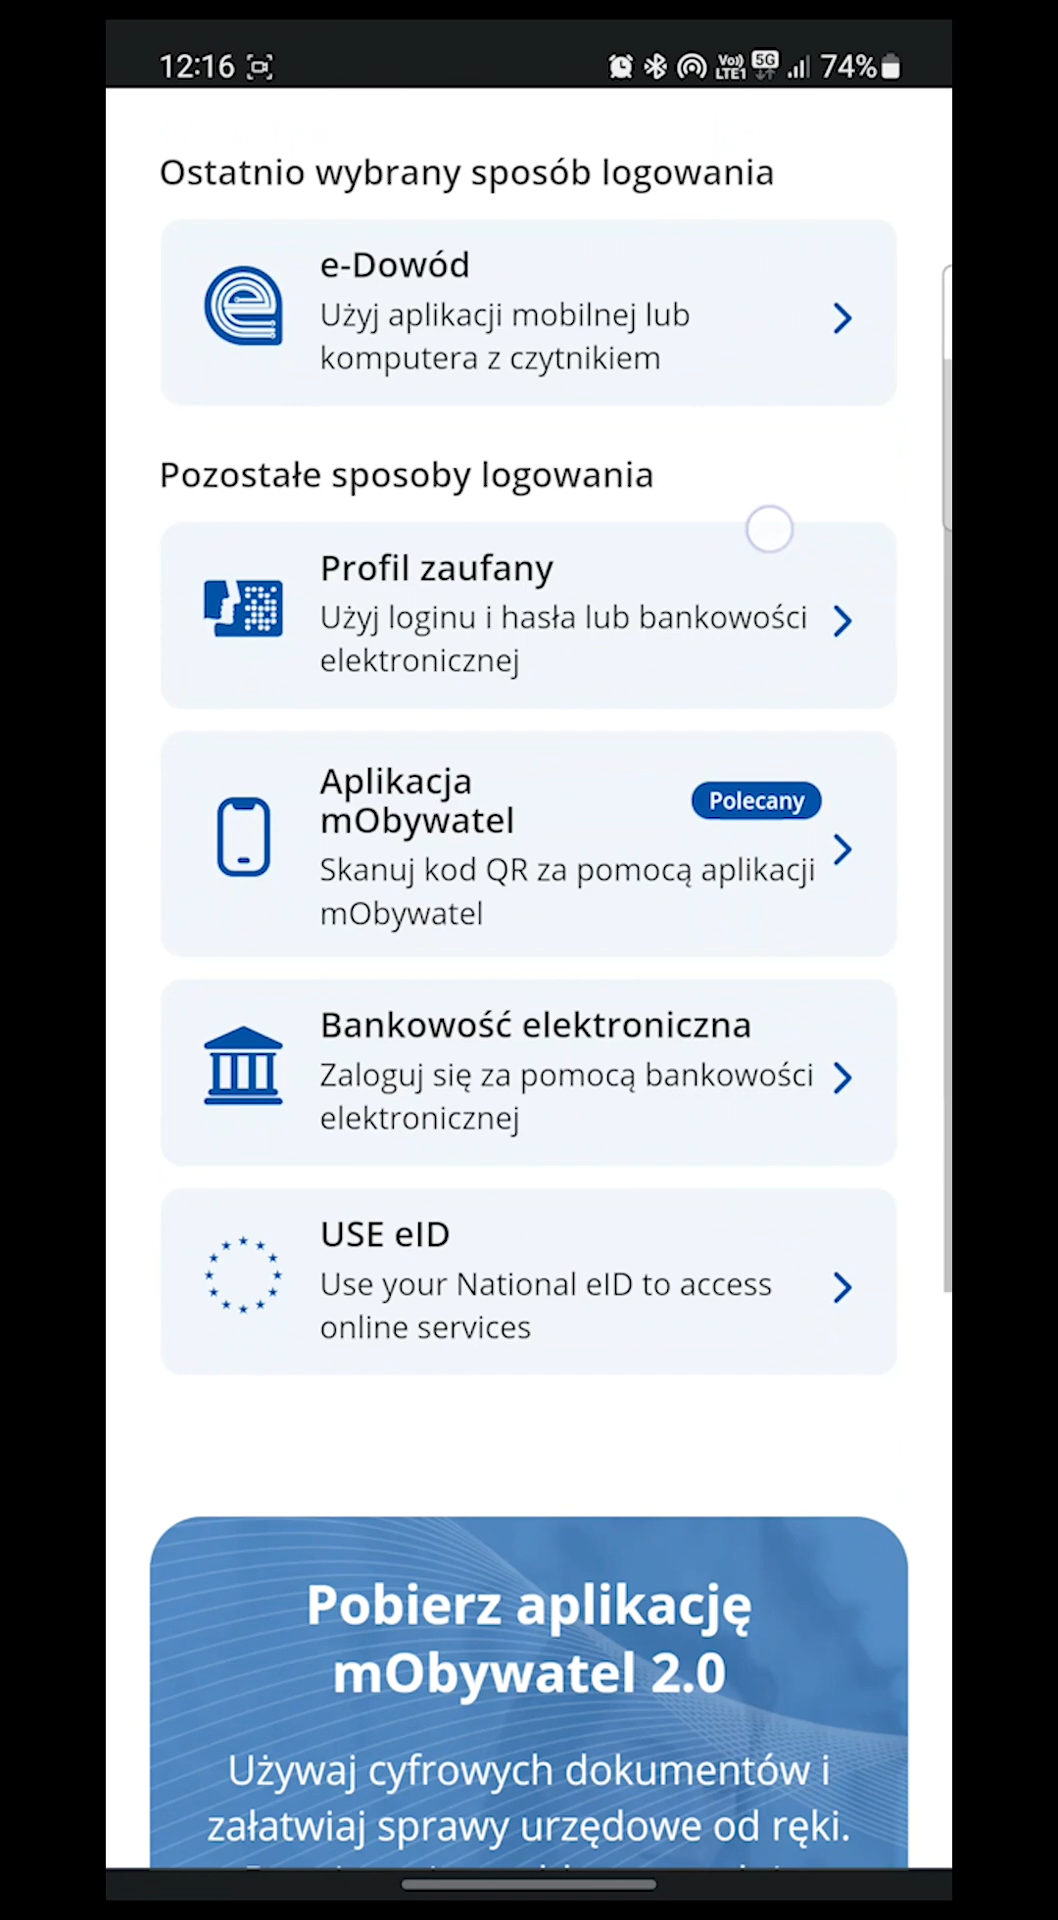 12:16 Vo)) LTE1 5G 74%
Ostatnio wybrany sposób logowania
e-Dowód
Użyj aplikacji mobilnej lub
komputera z czytnikiem
Pozostałe sposoby logowania
Profil zaufany
Użyj loginu i hasła lub bankowości
elektronicznej
Aplikacja
mObywatel
Polecany
Skanuj kod QR za pomocą aplikacji
mObywatel
Bankowość elektroniczna
Zaloguj się za pomocą bankowości
elektronicznej
USE eID
Use your National eID to access
online services
Pobierz aplikację
mObywatel 2.0
Używaj cyfrowych dokumentów i
załatwiaj sprawy urzędowe od ręki.